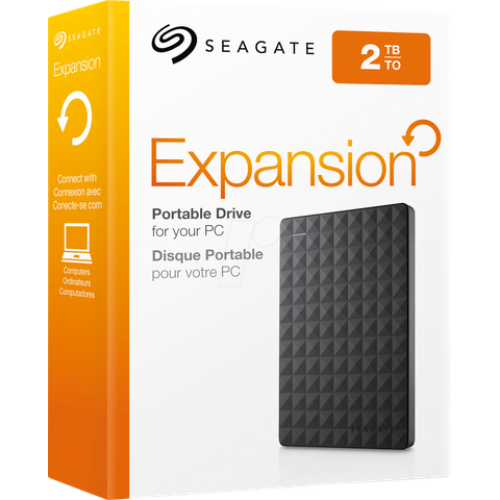 SEAGATE
2 TB
TO
Expansion
Portable Drive
for your PC
Disque Portable
pour votre PC
Expansion
Connect with
Connexion avec
Conecte-se com
Computers
Ordinateurs
Computadores